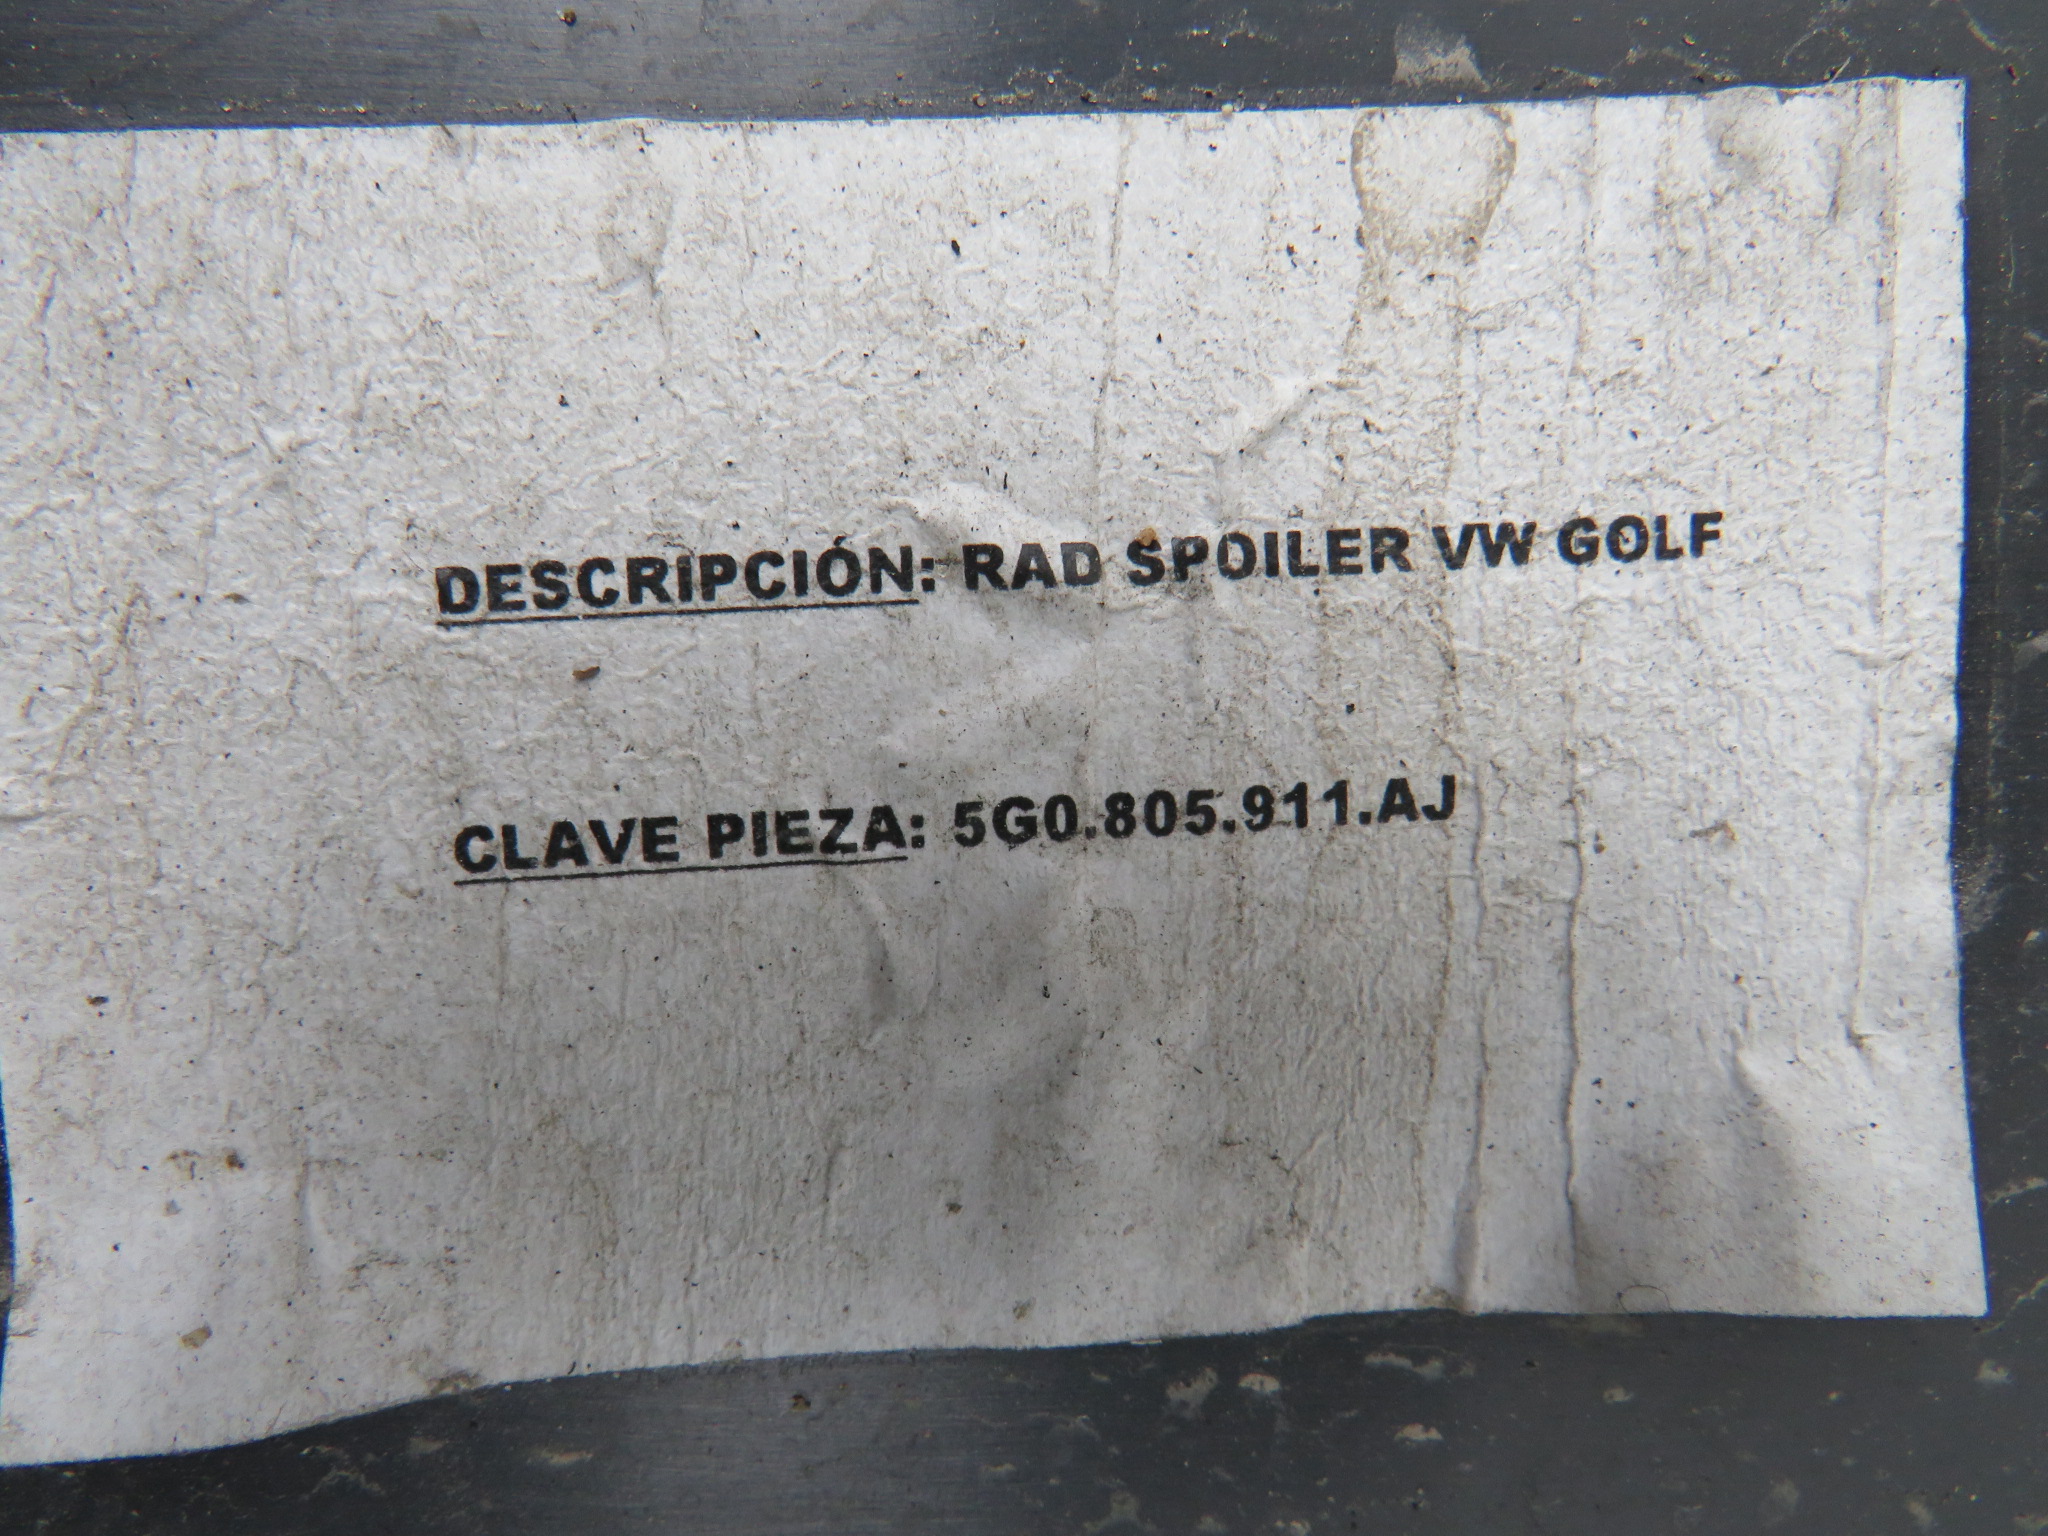 DESCRIPCIÓN: RAD SPOILER VW GOLF
CLAVE PIEZA: 5G0.805.911.AJ